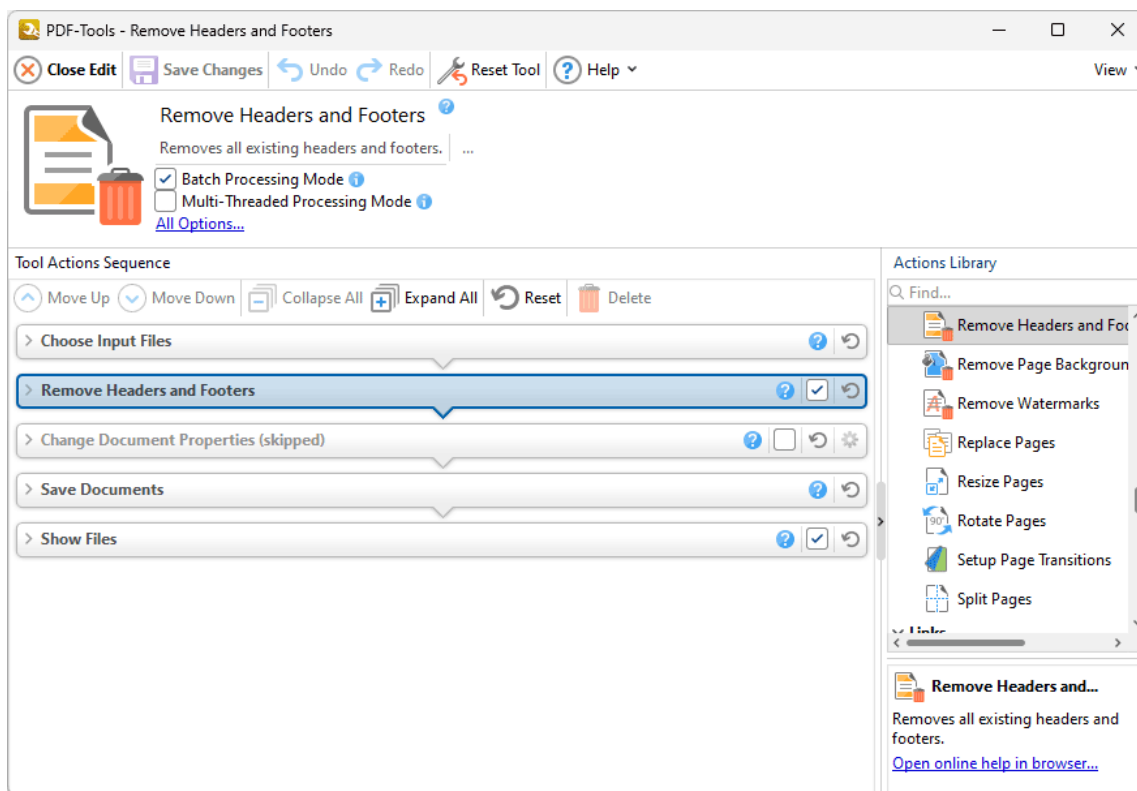 PDF-Tools - Remove Headers and Footers
Close Edit Save Changes Undo Redo Reset Tool ? Help View
Remove Headers and Footers ?
Removes all existing headers and footers. ...
Batch Processing Mode i
Multi-Threaded Processing Mode i
All Options...
Tool Actions Sequence
Move Up Move Down Collapse All Expand All Reset Delete
Choose Input Files ?
Remove Headers and Footers ?
Change Document Properties (skipped) ?
Save Documents ?
Show Files ?
Actions Library
Find...
Remove Headers and Foo
Remove Page Backgroun
Remove Watermarks
Replace Pages
Resize Pages
90° Rotate Pages
Setup Page Transitions
Split Pages
Links
Remove Headers and...
Removes all existing headers and
footers.
Open online help in browser...